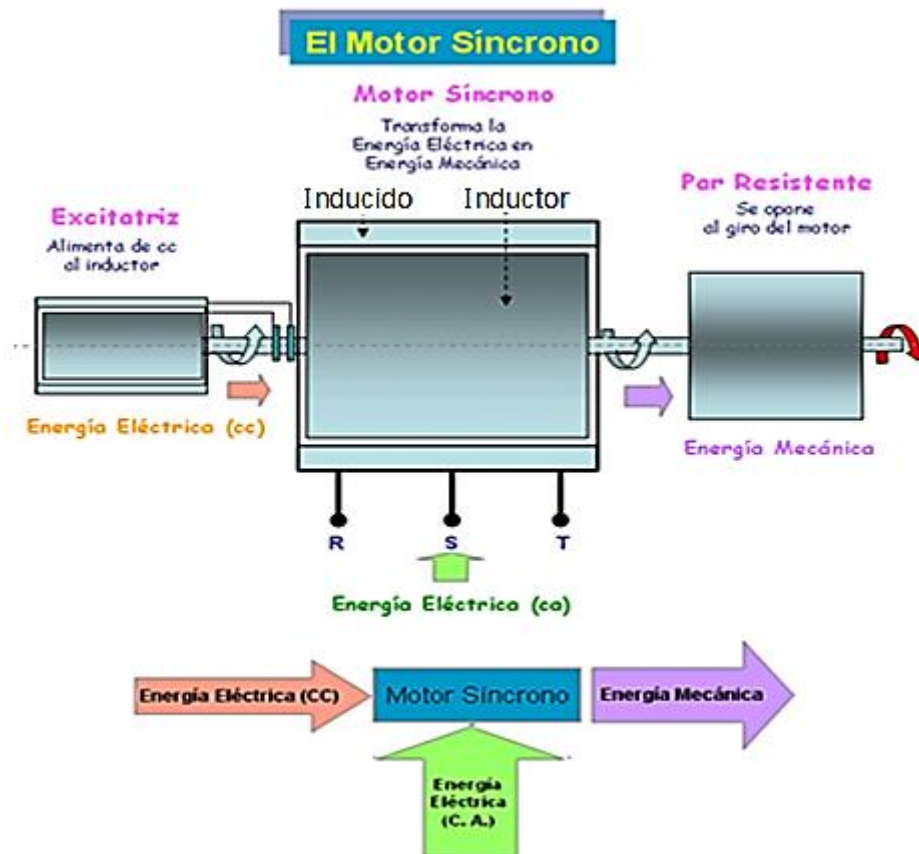 El Motor Síncrono
Motor Síncrono
Transforma la
Energía Eléctrica en
Energía Mecánica
Inducido
Inductor
Par Resistente
Se opone
al giro del motor
Excitatriz
Alimenta de cc
al inductor
Energía Eléctrica (cc)
Energía Mecánica
R
S
T
Energía Eléctrica (ca)
Energía Eléctrica (CC)
Motor Síncrono
Energía Mecánica
Energía
Eléctrica
(C. A.)